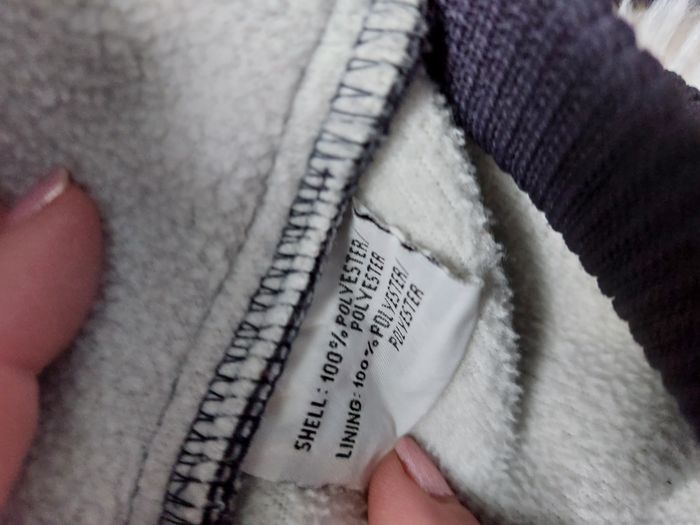 SHELL: 100% POLYESTER/
POLYESTER
LINING: 100% POLYESTER/
POLYESTER